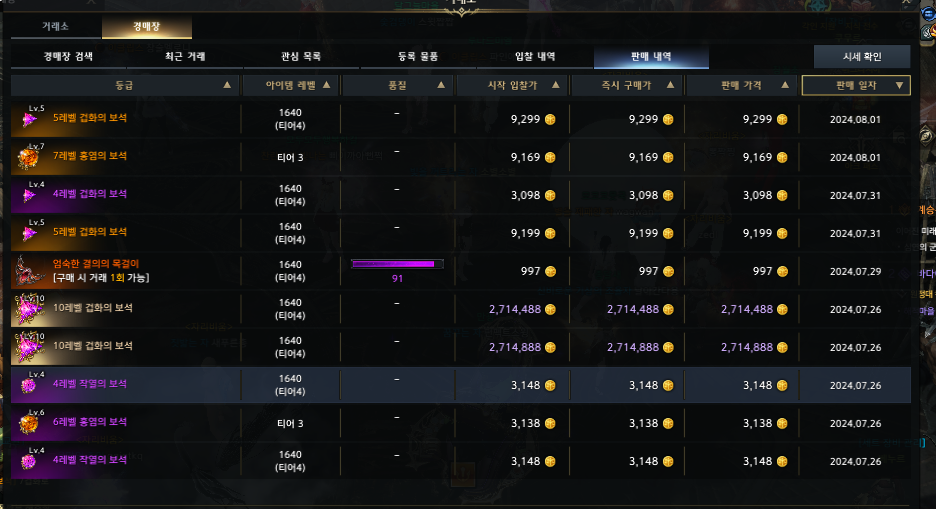 거래소
거래소 경매장
경매장 검색 최근 거래 관심 목록 등록 물품 입찰 내역 판매 내역 시세 확인
등급 ▲ 아이템 레벨 ▲ 품질 ▲ 시작 입찰가 ▲ 즉시 구매가 ▲ 판매 가격 ▲ 판매 일자 ▼
Lv.5
5레벨 겁화의 보석 1640 (티어4) - 9,299 9,299 9,299 2024.08.01
Lv.7
7레벨 홍염의 보석 티어 3 - 9,169 9,169 9,169 2024.08.01
Lv.4
4레벨 겁화의 보석 1640 (티어4) - 3,098 3,098 3,098 2024.07.31
Lv.5
5레벨 겁화의 보석 1640 (티어4) - 9,199 9,199 9,199 2024.07.31
엄숙한 결의의 목걸이 1640 (티어4) 91 997 997 997 2024.07.29
[구매 시 거래 1회 가능]
Lv.10
10레벨 겁화의 보석 1640 (티어4) - 2,714,488 2,714,488 2,714,488 2024.07.26
Lv.10
10레벨 겁화의 보석 1640 (티어4) - 2,714,888 2,714,888 2,714,888 2024.07.26
Lv.4
4레벨 작열의 보석 1640 (티어4) - 3,148 3,148 3,148 2024.07.26
Lv.6
6레벨 홍염의 보석 티어 3 - 3,138 3,138 3,138 2024.07.26
Lv.4
4레벨 작열의 보석 1640 (티어4) - 3,148 3,148 3,148 2024.07.26